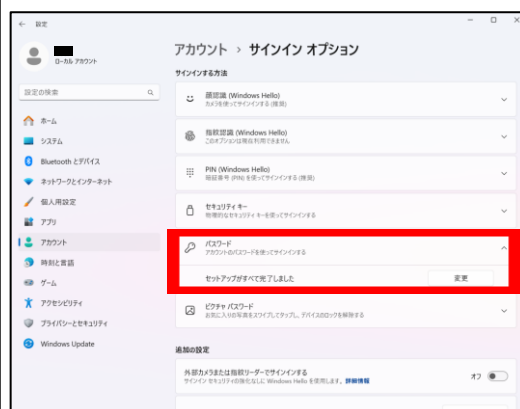 設定
ローカル アカウント
設定の検索
ホーム
システム
Bluetooth とデバイス
ネットワークとインターネット
個人用設定
アプリ
アカウント
時刻と言語
ゲーム
アクセシビリティ
プライバシーとセキュリティ
Windows Update
アカウント › サインイン オプション
サインインする方法
顔認識 (Windows Hello)
カメラを使ってサインインする (推奨)
指紋認識 (Windows Hello)
このオプションは現在利用できません
PIN (Windows Hello)
暗証番号 (PIN) を使ってサインインする (推奨)
セキュリティ キー
物理的なセキュリティ キーを使ってサインインする
パスワード
アカウントのパスワードを使ってサインインする
セットアップがすべて完了しました
変更
ピクチャ パスワード
お気に入りの写真をスワイプしてタップし、デバイスのロックを解除する
追加の設定
外部カメラまたは指紋リーダーでサインインする
サインイン セキュリティの強化なしに Windows Hello を使用します。 詳細情報
オフ